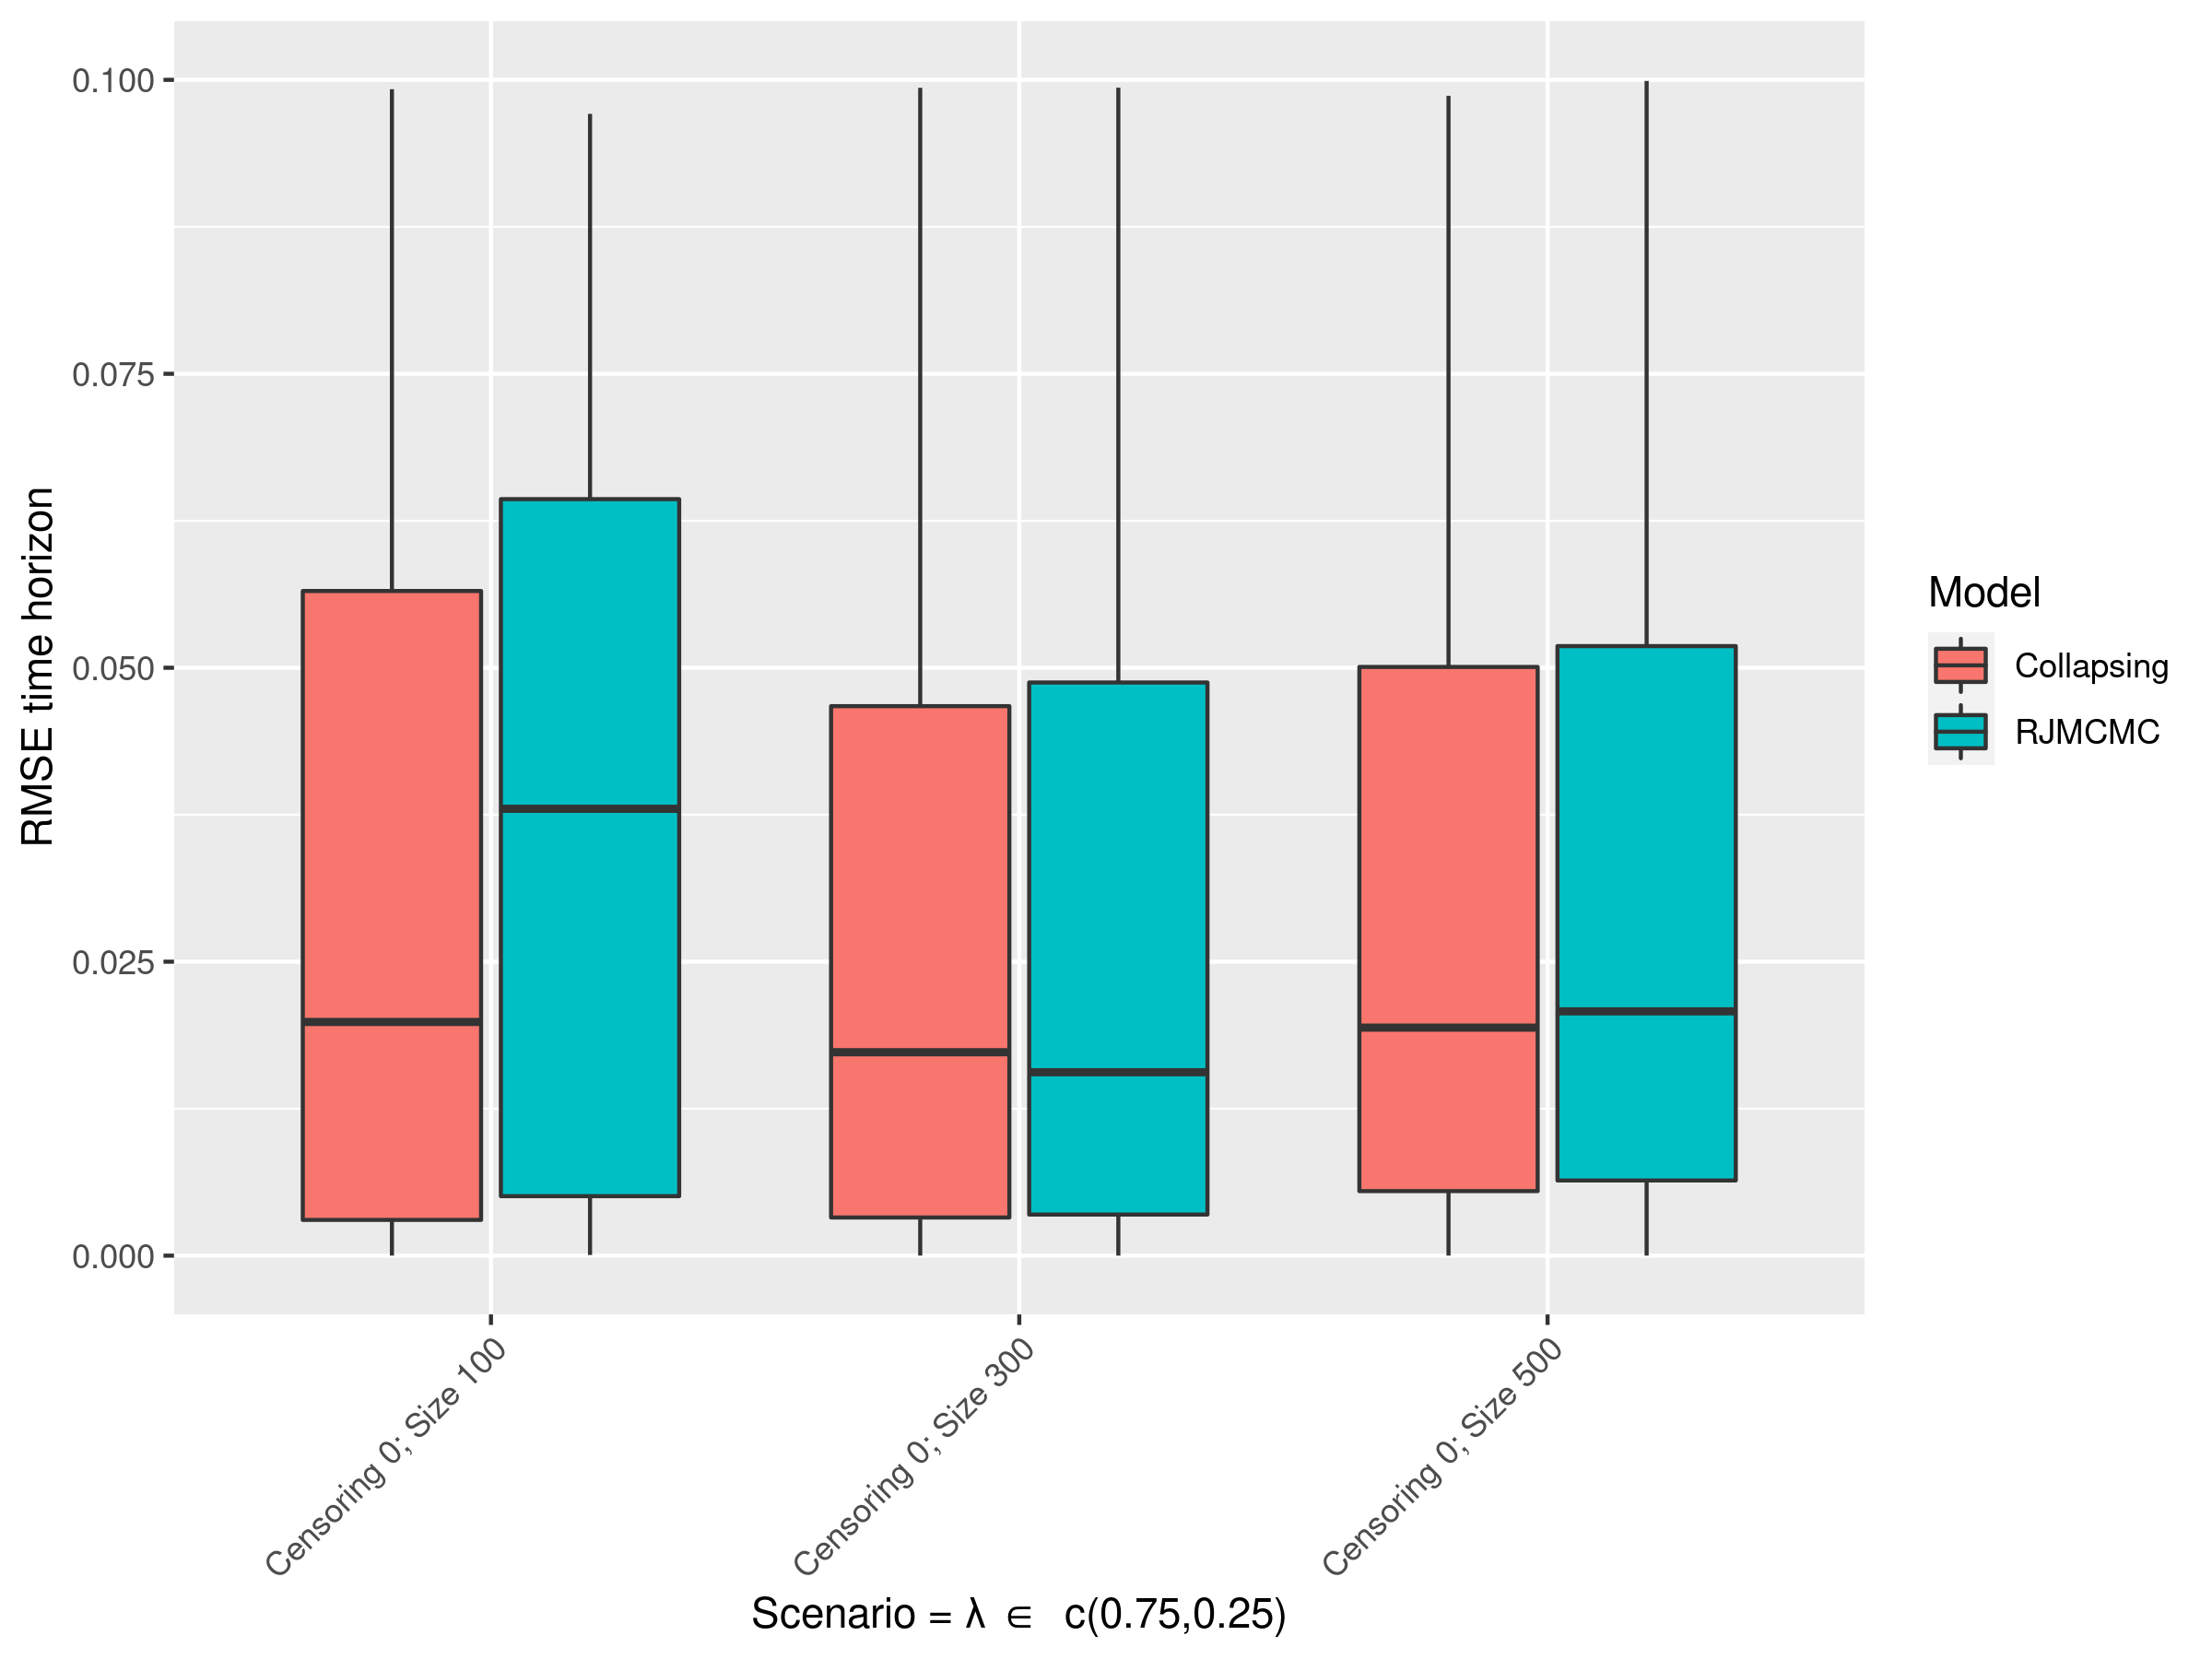 RMSE time horizon
0.100
0.075
0.050
0.025
0.000
Censoring 0; Size 100
Censoring 0; Size 300
Censoring 0; Size 500
Scenario = λ ∈ c(0.75,0.25)
Model
Collapsing
RJMCMC